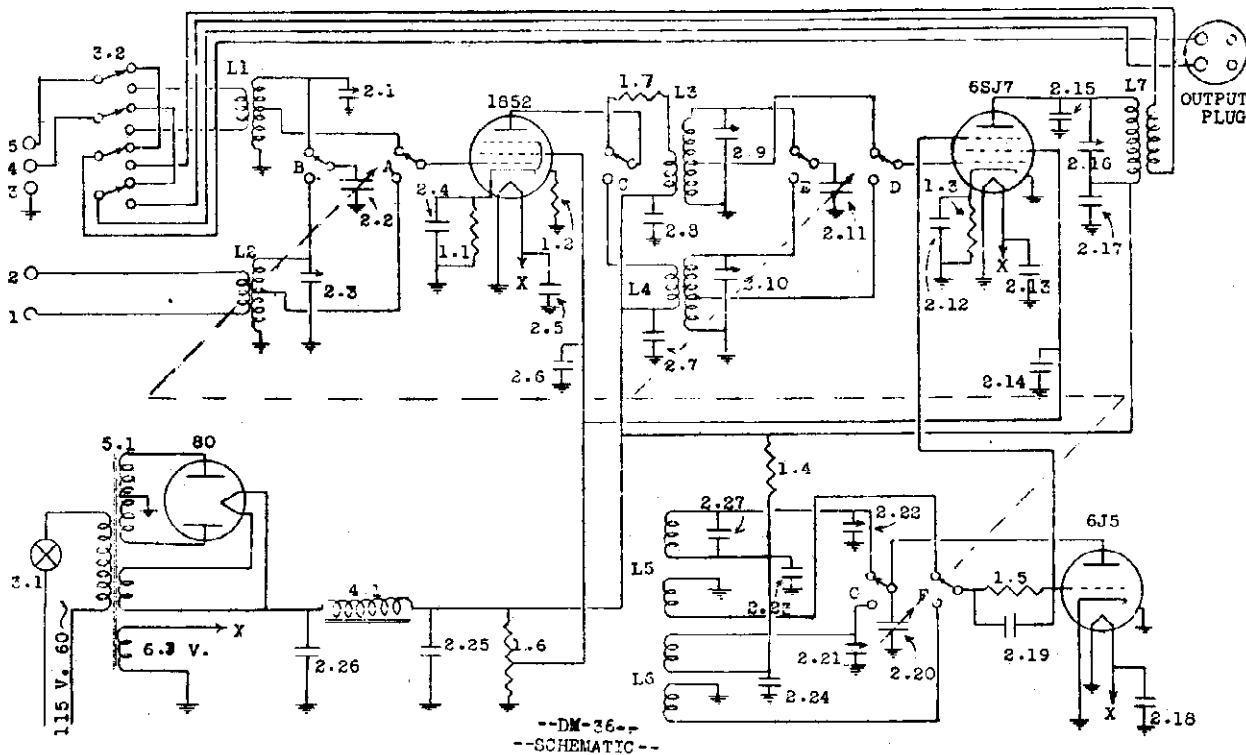 3.2
L1
2.1
1852
1.7
L3
6SJ7
2.15
L7
OUTPUT
PLUG
5
4
3
B
A
2.2
2.4
1.1
1.2
C
2.9
2.8
E
D
2.11
1.3
2.16
2.17
2
1
L2
2.3
X
2.5
2.6
L4
2.10
2.7
2.12
X
2.13
2.14
5.1
80
3.1
115 V. 60
4.1
6.3 V.
X
2.26
2.25
1.6
1.4
2.27
2.22
L5
2.23
G
F
1.5
6J5
2.21
2.20
2.19
L6
2.24
X
2.18
--DM-36--
--SCHEMATIC--